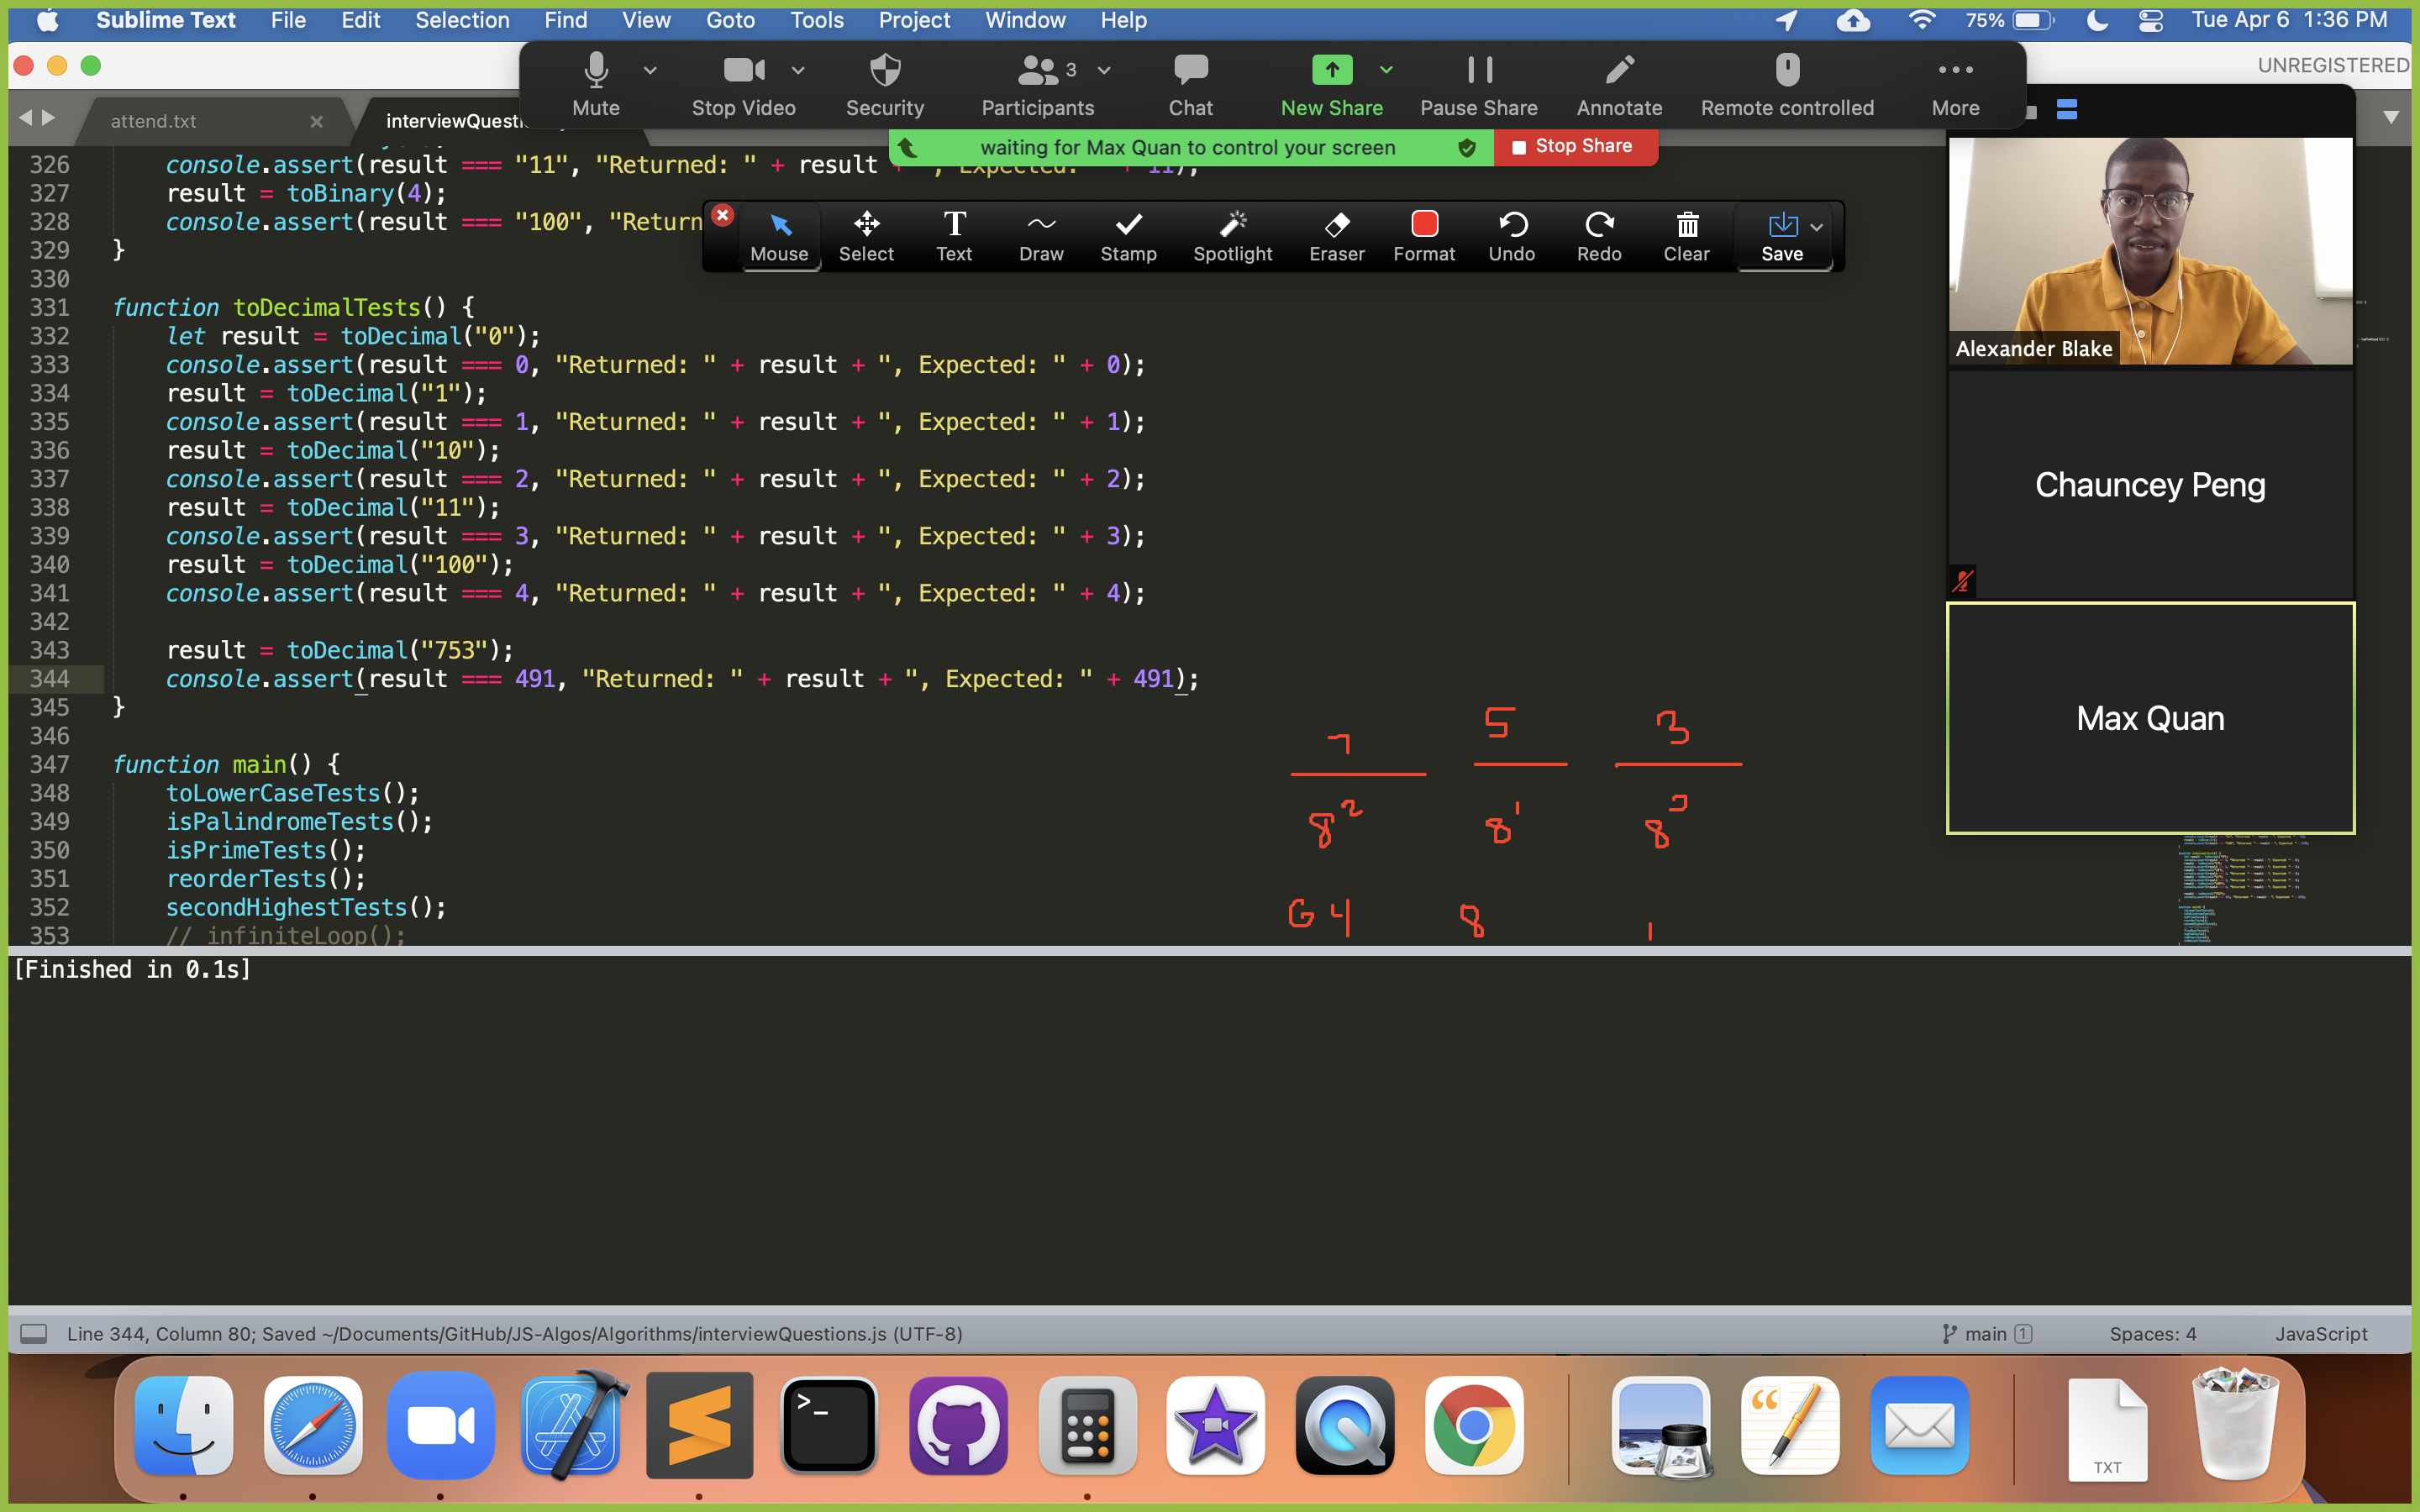 Sublime Text File Edit Selection Find View Goto Tools Project Window Help 75% Tue Apr 6 1:36 PM
UNREGISTERED
Mute Stop Video Security Participants 3 Chat New Share Pause Share Annotate Remote controlled More
attend.txt interviewQuesti
waiting for Max Quan to control your screen Stop Share
326 console.assert(result === "11", "Returned: " + result
327 result = toBinary(4);
328 console.assert(result === "100", "Return
329 }
Mouse Select Text Draw Stamp Spotlight Eraser Format Undo Redo Clear Save
330
331 function toDecimalTests() {
332 let result = toDecimal("0");
333 console.assert(result === 0, "Returned: " + result + ", Expected: " + 0);
334 result = toDecimal("1");
335 console.assert(result === 1, "Returned: " + result + ", Expected: " + 1);
336 result = toDecimal("10");
337 console.assert(result === 2, "Returned: " + result + ", Expected: " + 2);
338 result = toDecimal("11");
339 console.assert(result === 3, "Returned: " + result + ", Expected: " + 3);
340 result = toDecimal("100");
341 console.assert(result === 4, "Returned: " + result + ", Expected: " + 4);
342
343 result = toDecimal("753");
344 console.assert(result === 491, "Returned: " + result + ", Expected: " + 491);
345 }
346
347 function main() {
348 toLowerCaseTests();
349 isPalindromeTests();
350 isPrimeTests();
351 reorderTests();
352 secondHighestTests();
353 // infiniteLoop();
7 5 3
8² 8¹ 8⁰
64 8 1
Alexander Blake
Chauncey Peng
Max Quan
[Finished in 0.1s]
Line 344, Column 80; Saved ~/Documents/GitHub/JS-Algos/Algorithms/interviewQuestions.js (UTF-8) main 1 Spaces: 4 JavaScript
TXT